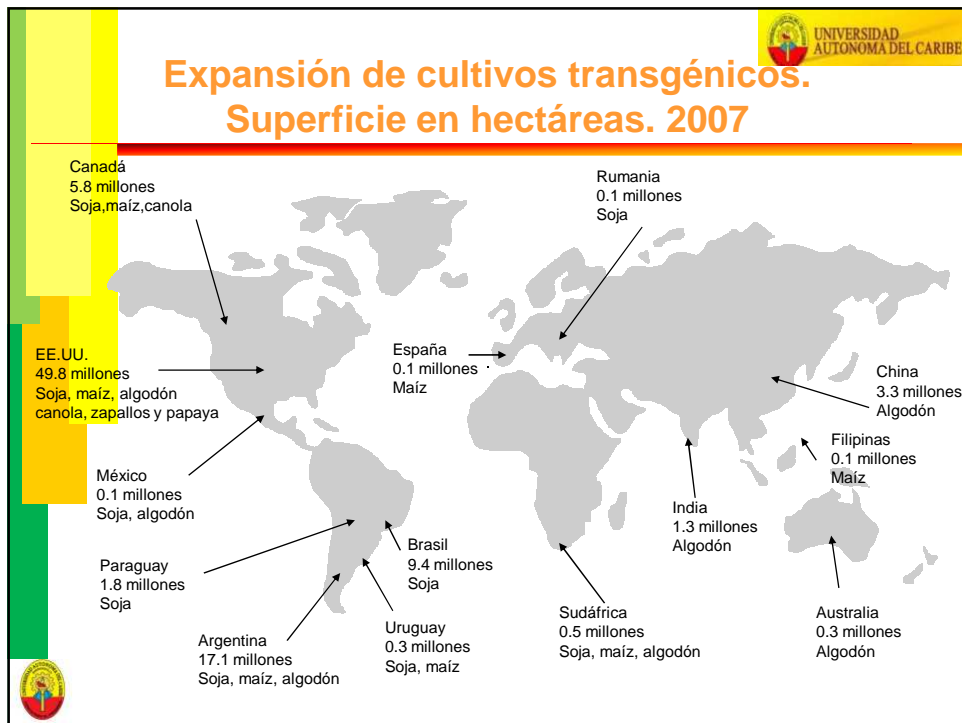 UNIVERSIDAD
AUTONOMA DEL CARIBE
Expansión de cultivos transgénicos.
Superficie en hectáreas. 2007
Canadá
5.8 millones
Soja,maíz,canola
Rumania
0.1 millones
Soja
EE.UU.
49.8 millones
Soja, maíz, algodón
canola, zapallos y papaya
España
0.1 millones
Maíz
China
3.3 millones
Algodón
Filipinas
0.1 millones
Maíz
México
0.1 millones
Soja, algodón
India
1.3 millones
Algodón
Brasil
9.4 millones
Soja
Paraguay
1.8 millones
Soja
Argentina
17.1 millones
Soja, maíz, algodón
Uruguay
0.3 millones
Soja, maíz
Sudáfrica
0.5 millones
Soja, maíz, algodón
Australia
0.3 millones
Algodón